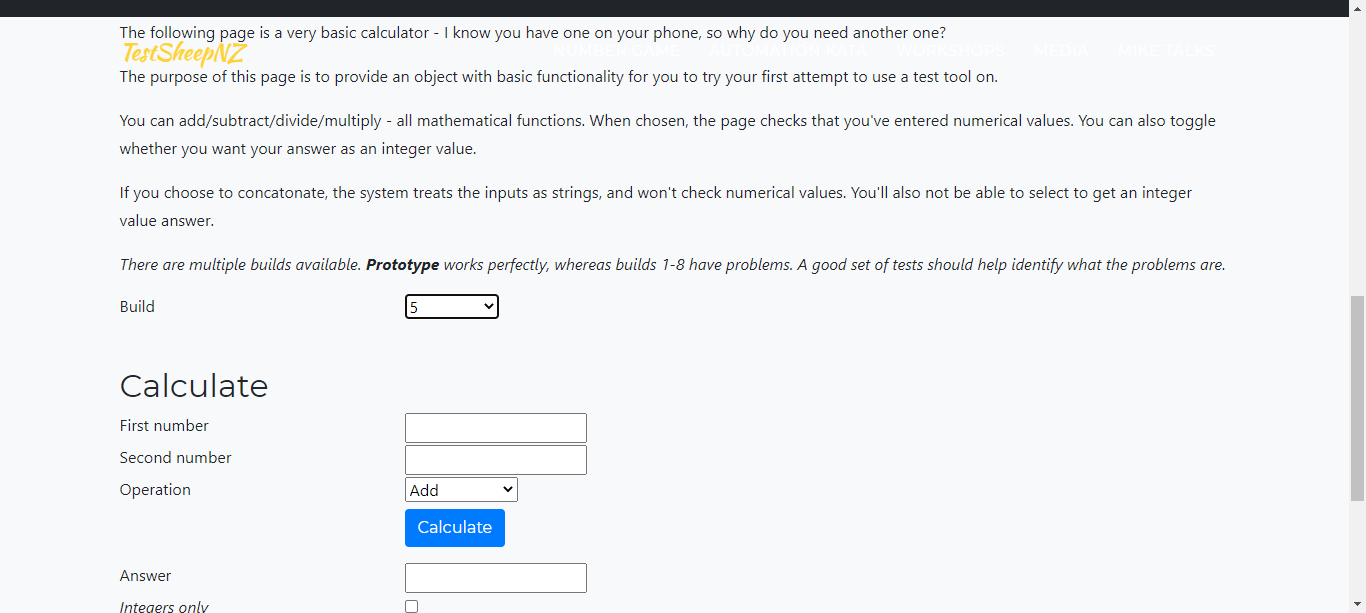 The following page is a very basic calculator - I know you have one on your phone, so why do you need another one?
TestSheepNZ
NUMBER GAME AUTOMATION KATA WORKSHOPS MEDIA MIKE TALKS
The purpose of this page is to provide an object with basic functionality for you to try your first attempt to use a test tool on.
You can add/subtract/divide/multiply - all mathematical functions. When chosen, the page checks that you've entered numerical values. You can also toggle
whether you want your answer as an integer value.
If you choose to concatonate, the system treats the inputs as strings, and won't check numerical values. You'll also not be able to select to get an integer
value answer.
There are multiple builds available. Prototype works perfectly, whereas builds 1-8 have problems. A good set of tests should help identify what the problems are.
Build 5
Calculate
First number
Second number
Operation Add
Calculate
Answer
Integers only